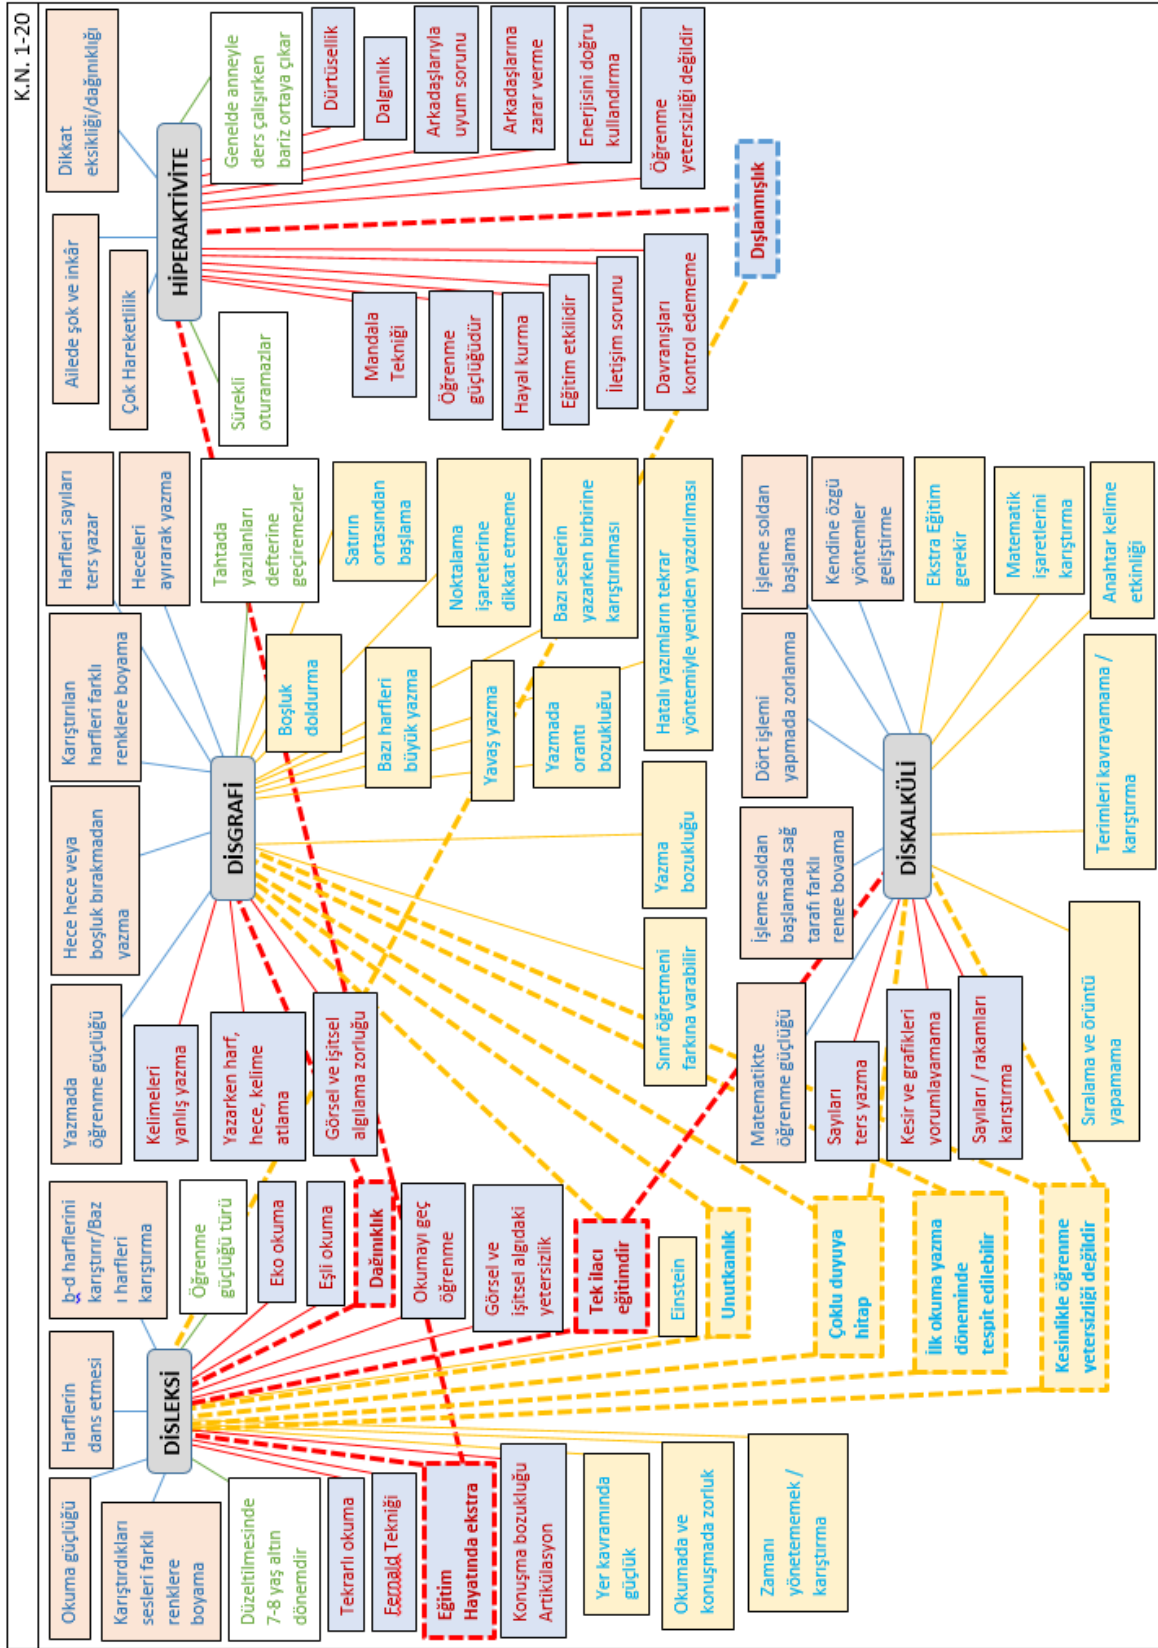 K.N. 1-20
Okuma güçlüğü
Harflerin
dans etmesi
b-d harflerini
karıştırır/Baz
ı harfleri
karıştırma
Karıştırdıkları
sesleri farklı
renklere
boyama
DİSLEKSİ
Öğrenme
güçlüğü türü
Düzeltilmesinde
7-8 yaş altın
dönemdir
Eko okuma
Eşli okuma
Tekrarlı okuma
Fernald Tekniği
Dağınıklık
Eğitim
Hayatında ekstra
Okumayı geç
öğrenme
Görsel ve
işitsel algıdaki
yetersizlik
Konuşma bozukluğu
Artikülasyon
Tek ilacı
eğitimdir
Yer kavramında
güçlük
Einstein
Okumada ve
konuşmada zorluk
Unutkanlık
Zamanı
yönetememek /
karıştırma
Çoklu duyuya
hitap
İlk okuma yazma
döneminde
tespit edilebilir
Kesinlikle öğrenme
yetersizliği değildir
Yazmada
öğrenme güçlüğü
Hece hece veya
boşluk bırakmadan
yazma
Karıştırılan
harfleri farklı
renklere boyama
Harfleri sayıları
ters yazar
Heceleri
ayırarak yazma
DİSGRAFİ
Tahtada
yazılanları
defterine
geçiremezler
Kelimeleri
yanlış yazma
Yazarken harf,
hece, kelime
atlama
Görsel ve işitsel
algılama zorluğu
Boşluk
doldurma
Satırın
ortasından
başlama
Bazı harfleri
büyük yazma
Noktalama
işaretlerine
dikkat etmeme
Yavaş yazma
Bazı seslerin
yazarken birbirine
karıştırılması
Yazmada
orantı
bozukluğu
Hatalı yazımların tekrar
yöntemiyle yeniden yazdırılması
Sınıf öğretmeni
farkına varabilir
Yazma
bozukluğu
Ailede şok ve inkâr
Dikkat
eksikliği/dağınıklığı
Çok Hareketlilik
HİPERAKTİVİTE
Sürekli
oturamazlar
Genelde anneyle
ders çalışırken
bariz ortaya çıkar
Mandala
Tekniği
Öğrenme
güçlüğüdür
Hayal kurma
Eğitim etkilidir
İletişim sorunu
Davranışları
kontrol edememe
Dürtüsellik
Dalgınlık
Arkadaşlarıyla
uyum sorunu
Arkadaşlarına
zarar verme
Enerjisini doğru
kullandırma
Öğrenme
yetersizliği değildir
Dışlanmışlık
Matematikte
öğrenme güçlüğü
İşleme soldan
başlamada sağ
tarafı farklı
renge bovama
Dört işlemi
yapmada zorlanma
İşleme soldan
başlama
Kendine özgü
yöntemler
geliştirme
DİSKALKÜLİ
Sayıları
ters yazma
Kesir ve grafikleri
vorumlavamama
Sayıları / rakamları
karıştırma
Ekstra Eğitim
gerekir
Matematik
işaretlerini
karıştırma
Anahtar kelime
etkinliği
Sıralama ve örüntü
yapamama
Terimleri kavrayamama /
karıştırma